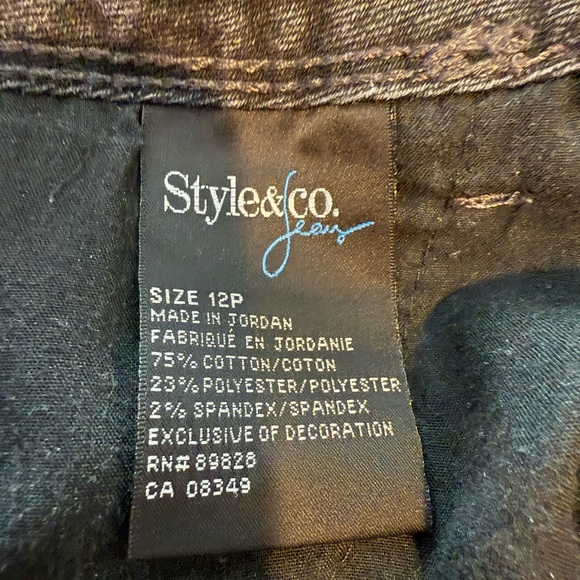 Style&co.
Jeans
SIZE 12P
MADE IN JORDAN
FABRIQUÉ EN JORDANIE
75% COTTON/COTON
23% POLYESTER/POLYESTER
2% SPANDEX/SPANDEX
EXCLUSIVE OF DECORATION
RN# 89828
CA 08349